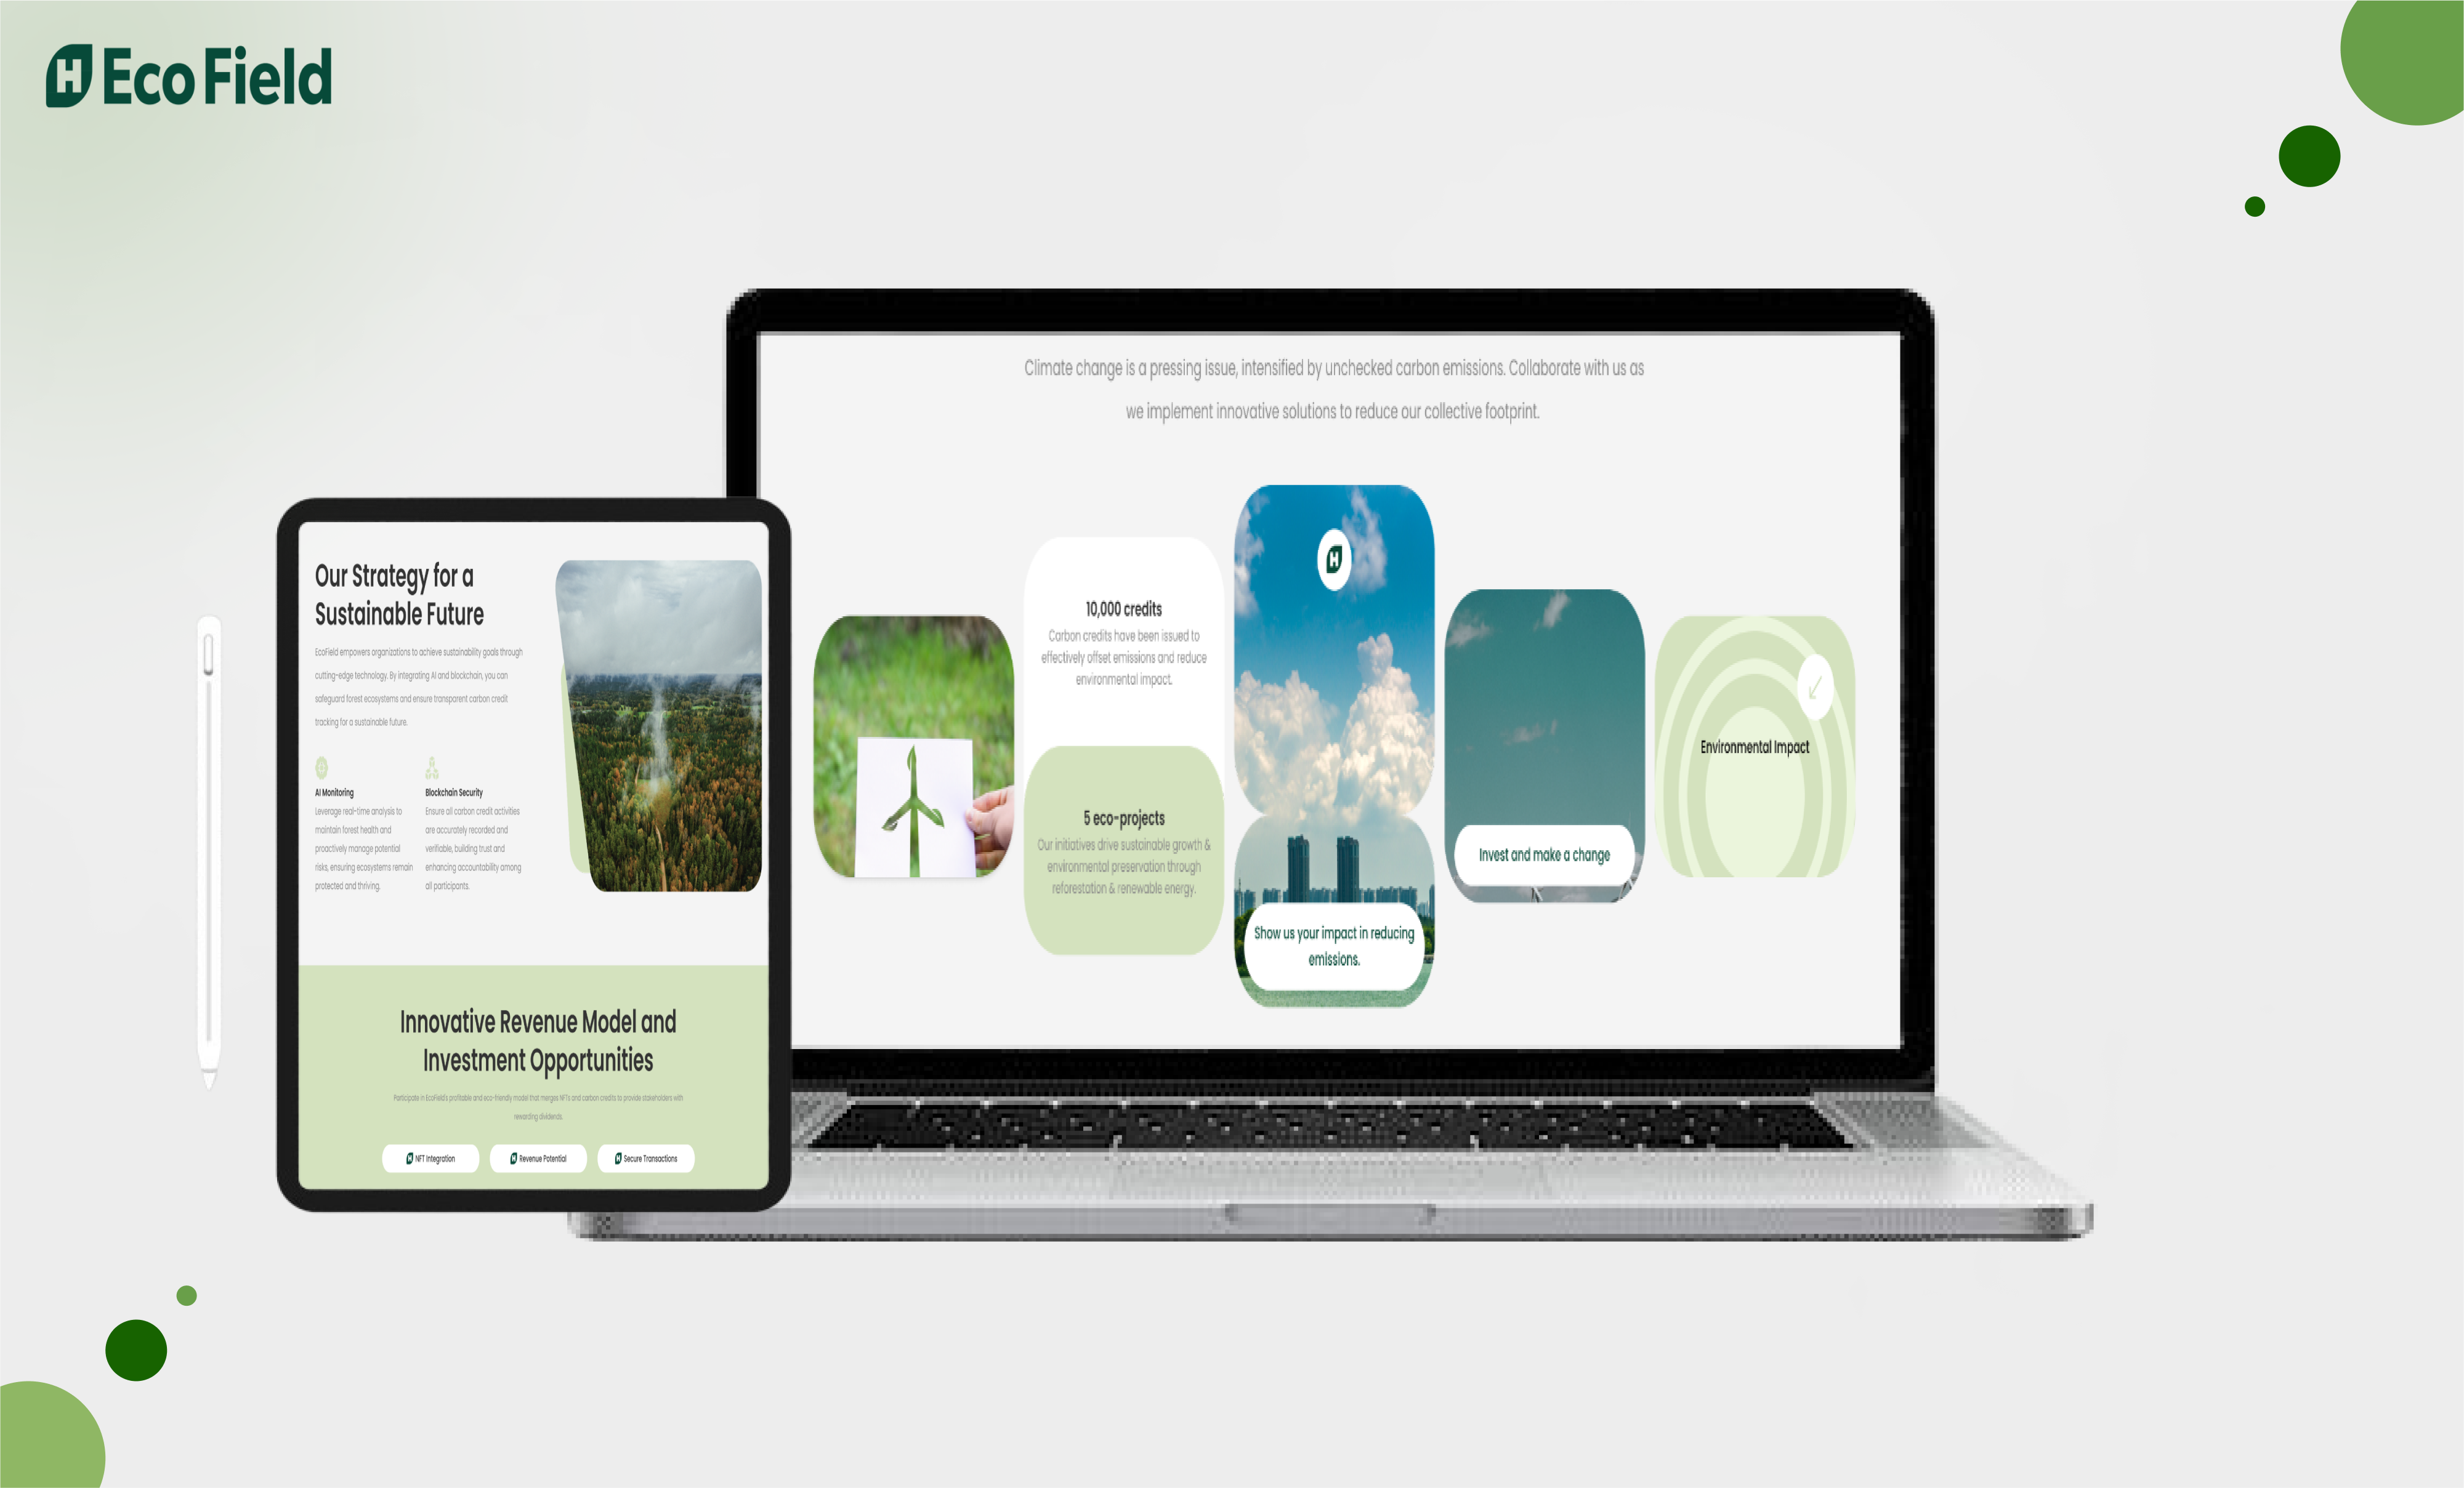 Eco Field
Climate change is a pressing issue, intensified by unchecked carbon emissions. Collaborate with us as
we implement innovative solutions to reduce our collective footprint.
10,000 credits
Carbon credits have been issued to
effectively offset emissions and reduce
environmental impact.
5 eco-projects
Our initiatives drive sustainable growth &
environmental preservation through
reforestation & renewable energy.
Show us your impact in reducing
emissions.
Invest and make a change
Environmental Impact
Our Strategy for a
Sustainable Future
EcoField empowers organizations to achieve sustainability goals through
cutting-edge technology. By integrating AI and blockchain, you can
safeguard forest ecosystems and ensure transparent carbon credit
tracking for a sustainable future.
AI Monitoring
Leverage real-time analysis to
maintain forest health and
proactively manage potential
risks, ensuring ecosystems remain
protected and thriving.
Blockchain Security
Ensure all carbon credit activities
are accurately recorded and
verifiable, building trust and
enhancing accountability among
all participants.
Innovative Revenue Model and
Investment Opportunities
Participate in EcoField's profitable and eco-friendly model that merges NFTs and carbon credits to provide stakeholders with
rewarding dividends.
NFT Integration
Revenue Potential
Secure Transactions